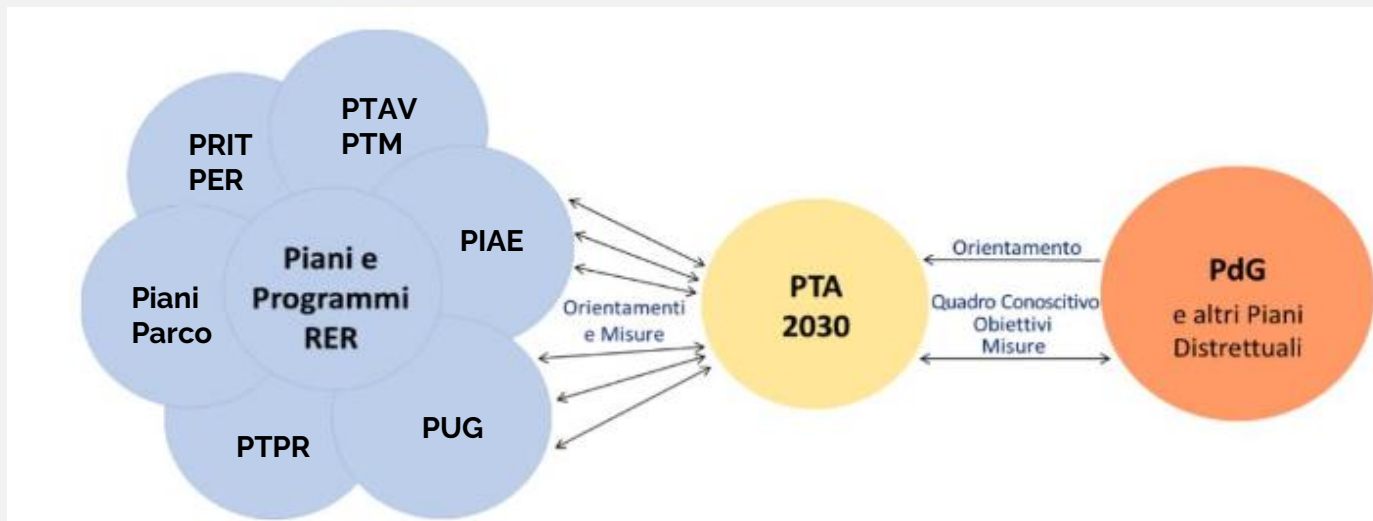 PTAV
PTM
PRIT
PER
PIAE
Piani e
Programmi
RER
Piani
Parco
PTPR
PUG
Orientamenti
e Misure
PTA
2030
Orientamento
Quadro Conoscitivo
Obiettivi
Misure
PdG
e altri Piani
Distrettuali